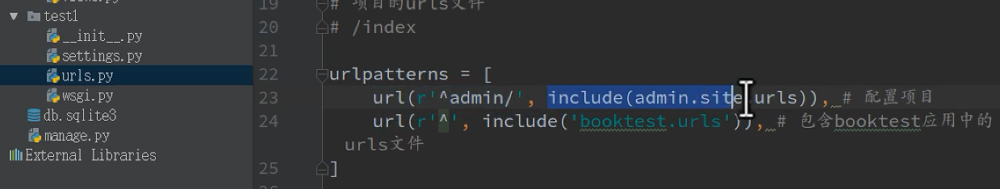 test1
__init__.py
settings.py
urls.py
wsgi.py
db.sqlite3
manage.py
External Libraries
19 # 项目的urls文件
20 # /index
21
22 urlpatterns = [
23 url(r'^admin/', include(admin.site.urls)), # 配置项目
24 url(r'^', include('booktest.urls')), # 包含booktest应用中的
urls文件
25 ]